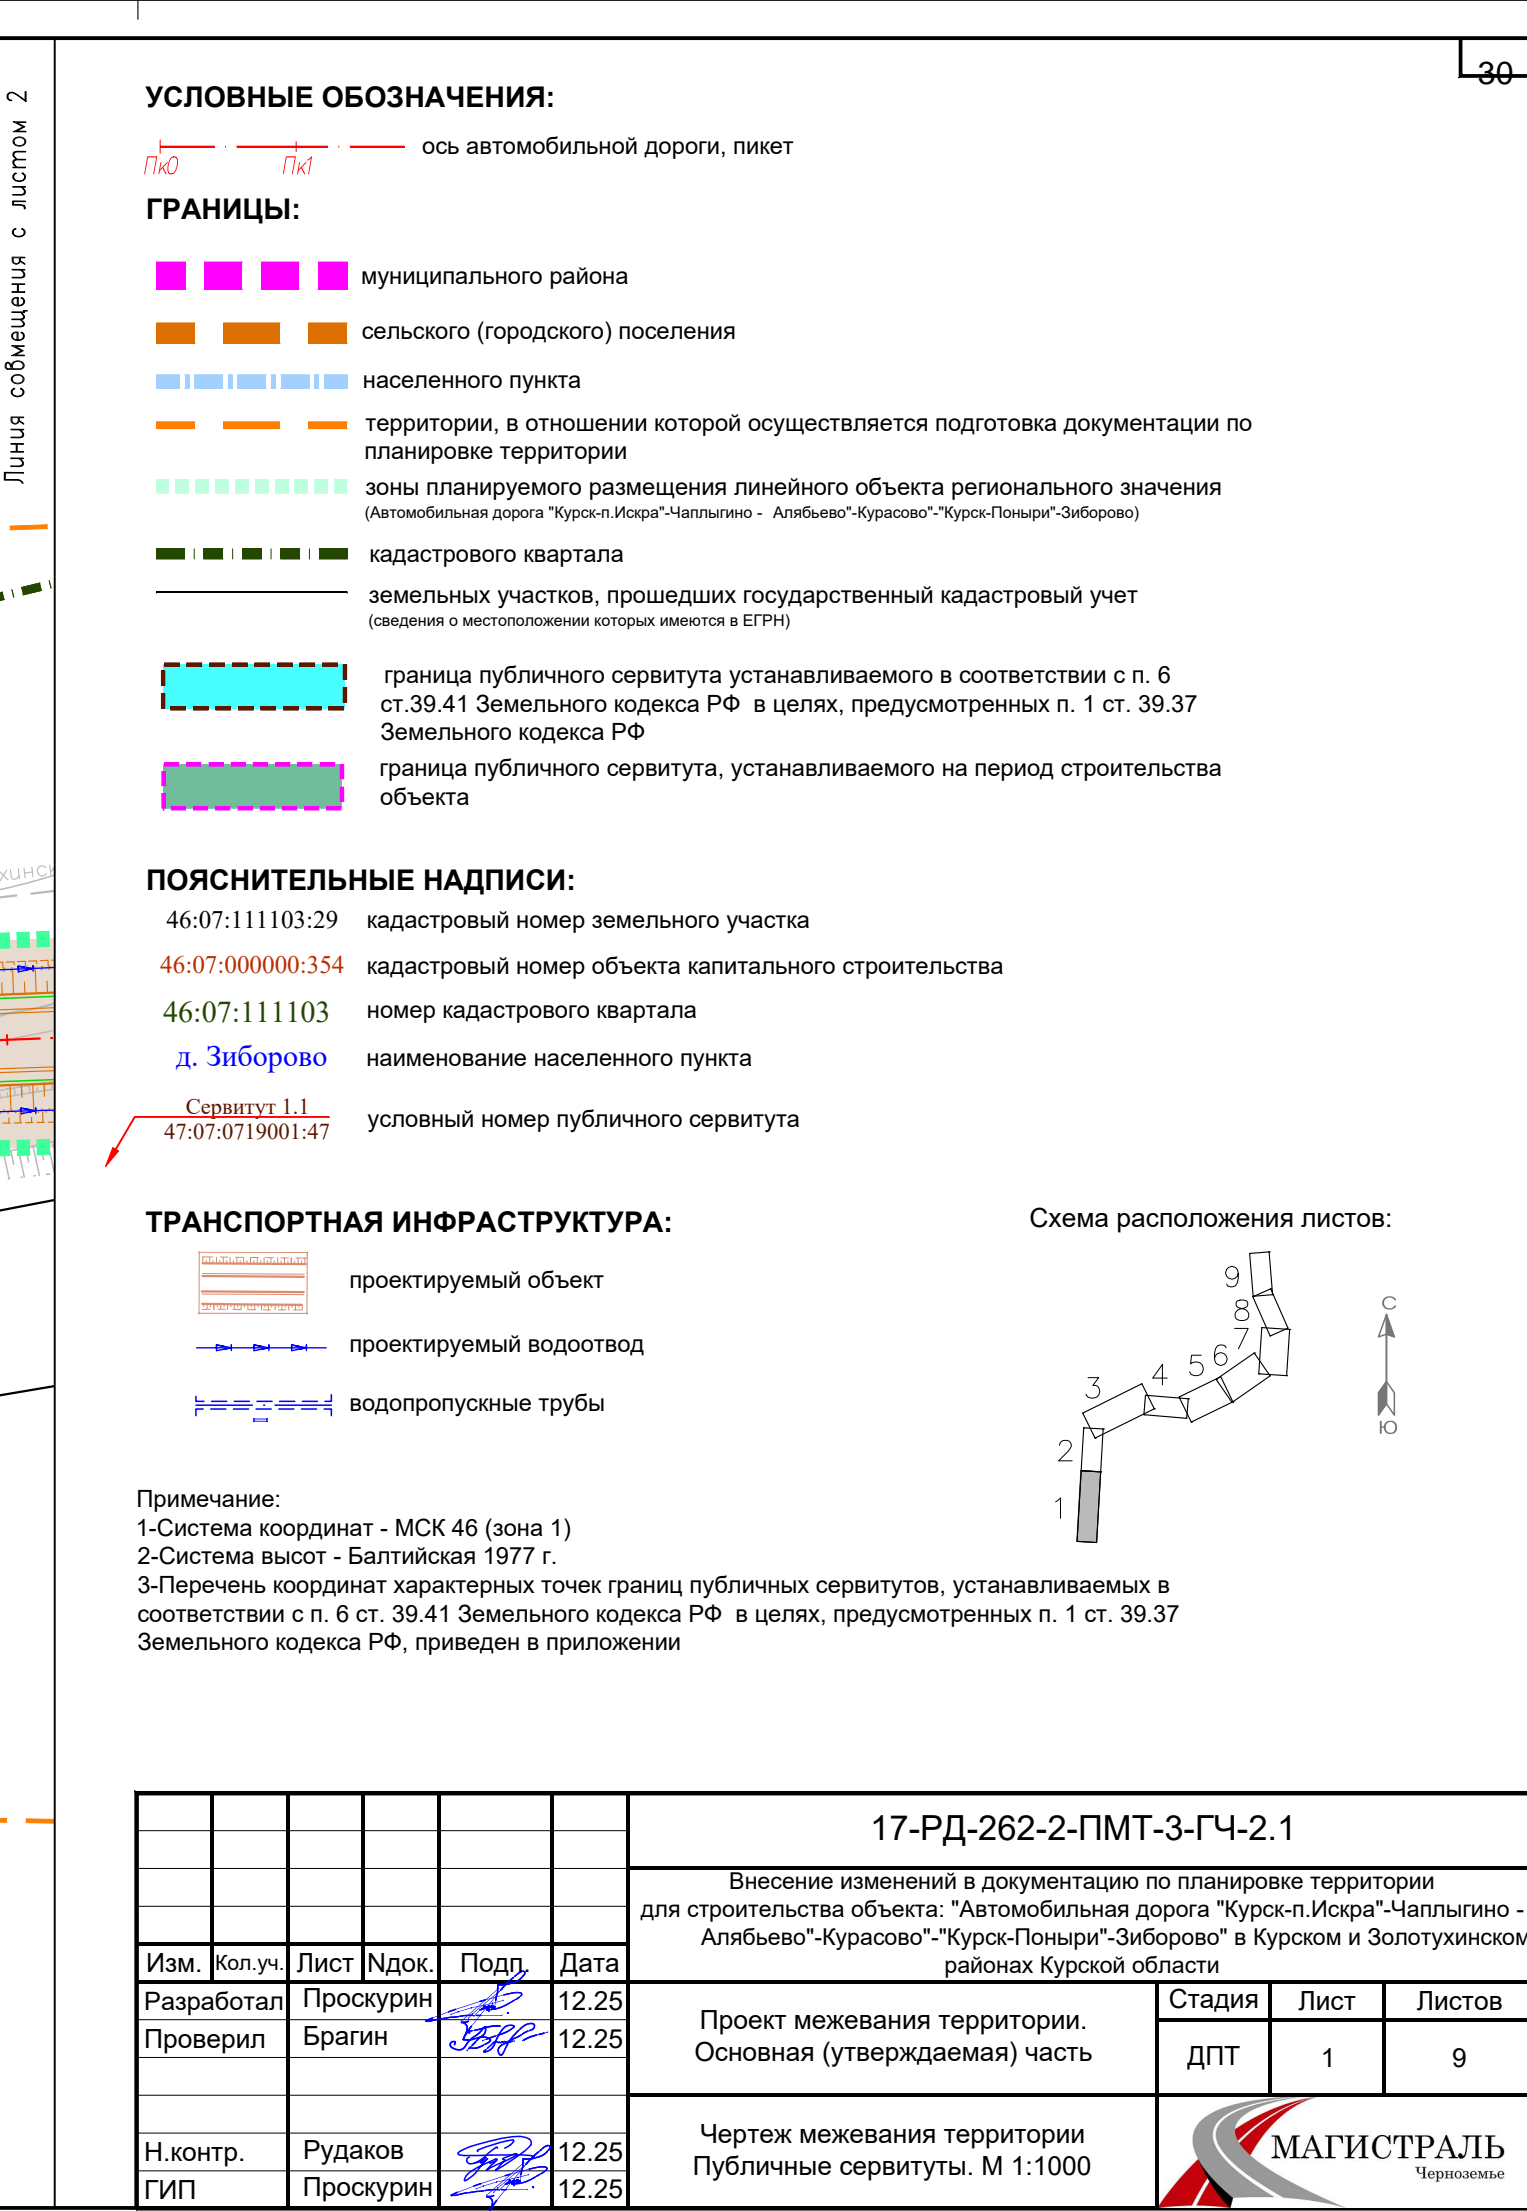 30
Линия совмещения с листом 2
УСЛОВНЫЕ ОБОЗНАЧЕНИЯ:
Пк0 Пк1 ось автомобильной дороги, пикет
ГРАНИЦЫ:
муниципального района
сельского (городского) поселения
населенного пункта
территории, в отношении которой осуществляется подготовка документации по
планировке территории
зоны планируемого размещения линейного объекта регионального значения
(Автомобильная дорога "Курск-п.Искра"-Чаплыгино - Алябьево"-Курасово"-"Курск-Поныри"-Зиборово)
кадастрового квартала
земельных участков, прошедших государственный кадастровый учет
(сведения о местоположении которых имеются в ЕГРН)
граница публичного сервитута устанавливаемого в соответствии с п. 6
ст.39.41 Земельного кодекса РФ в целях, предусмотренных п. 1 ст. 39.37
Земельного кодекса РФ
граница публичного сервитута, устанавливаемого на период строительства
объекта
ПОЯСНИТЕЛЬНЫЕ НАДПИСИ:
46:07:111103:29 кадастровый номер земельного участка
46:07:000000:354 кадастровый номер объекта капитального строительства
46:07:111103 номер кадастрового квартала
д. Зиборово наименование населенного пункта
Сервитут 1.1
47:07:0719001:47
условный номер публичного сервитута
ТРАНСПОРТНАЯ ИНФРАСТРУКТУРА:
проектируемый объект
проектируемый водоотвод
водопропускные трубы
Схема расположения листов:
9
8
7
6
5
4
3
2
1
С
Ю
Примечание:
1-Система координат - МСК 46 (зона 1)
2-Система высот - Балтийская 1977 г.
3-Перечень координат характерных точек границ публичных сервитутов, устанавливаемых в
соответствии с п. 6 ст. 39.41 Земельного кодекса РФ в целях, предусмотренных п. 1 ст. 39.37
Земельного кодекса РФ, приведен в приложении
17-РД-262-2-ПМТ-3-ГЧ-2.1
Внесение изменений в документацию по планировке территории
для строительства объекта: "Автомобильная дорога "Курск-п.Искра"-Чаплыгино -
Алябьево"-Курасово"-"Курск-Поныри"-Зиборово" в Курском и Золотухинском
районах Курской области
Изм. Кол.уч. Лист Nдок. Подп. Дата
Разработал Проскурин 12.25
Проверил Брагин 12.25
Н.контр. Рудаков 12.25
ГИП Проскурин 12.25
Проект межевания территории.
Основная (утверждаемая) часть
Стадия Лист Листов
ДПТ 1 9
Чертеж межевания территории
Публичные сервитуты. М 1:1000
МАГИСТРАЛЬ
Черноземье